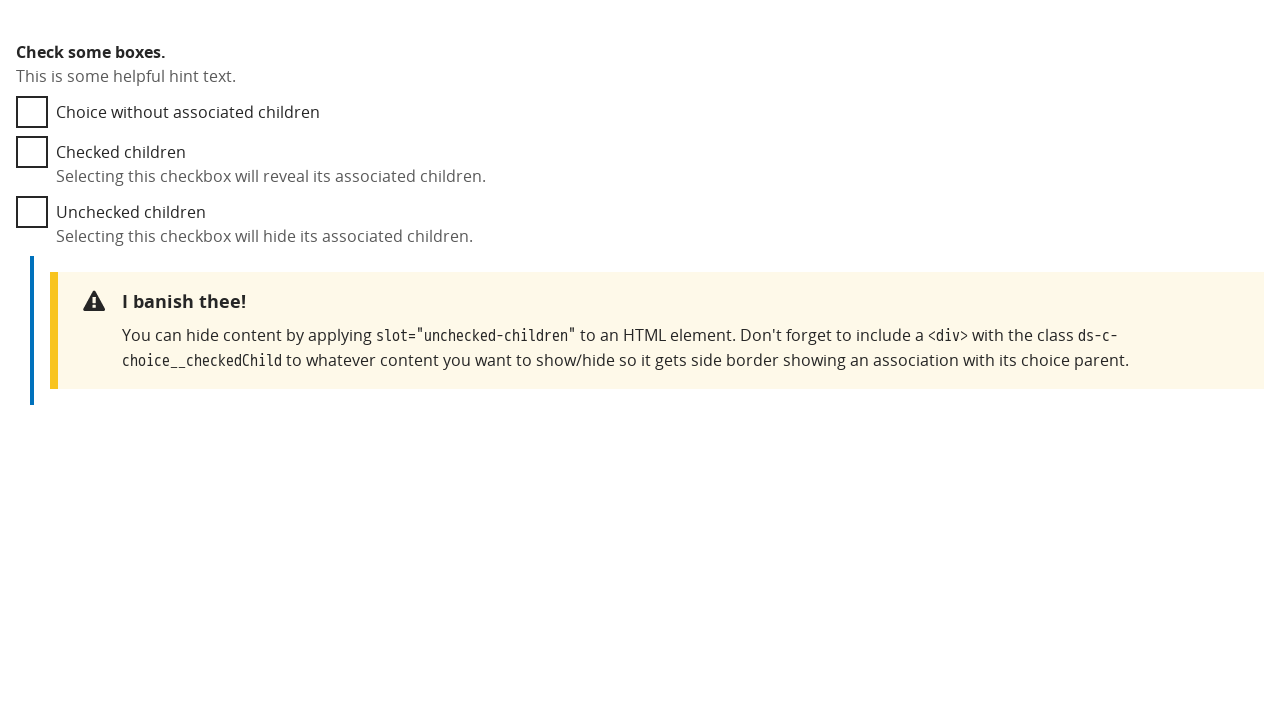 Check some boxes.
This is some helpful hint text.
Choice without associated children
Checked children
Selecting this checkbox will reveal its associated children.
Unchecked children
Selecting this checkbox will hide its associated children.
I banish thee!
You can hide content by applying slot="unchecked-children" to an HTML element. Don't forget to include a <div> with the class ds-c-
choice__checkedChild to whatever content you want to show/hide so it gets side border showing an association with its choice parent.